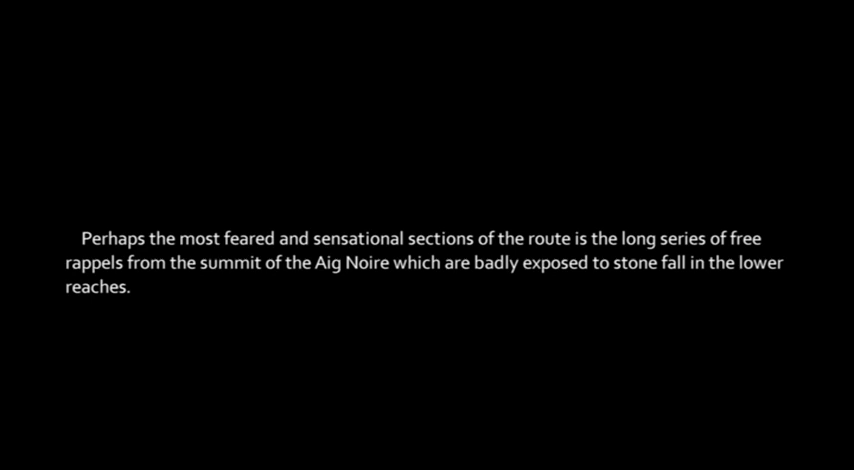 Perhaps the most feared and sensational sections of the route is the long series of free
rappels from the summit of the Aig Noire which are badly exposed to stone fall in the lower
reaches.